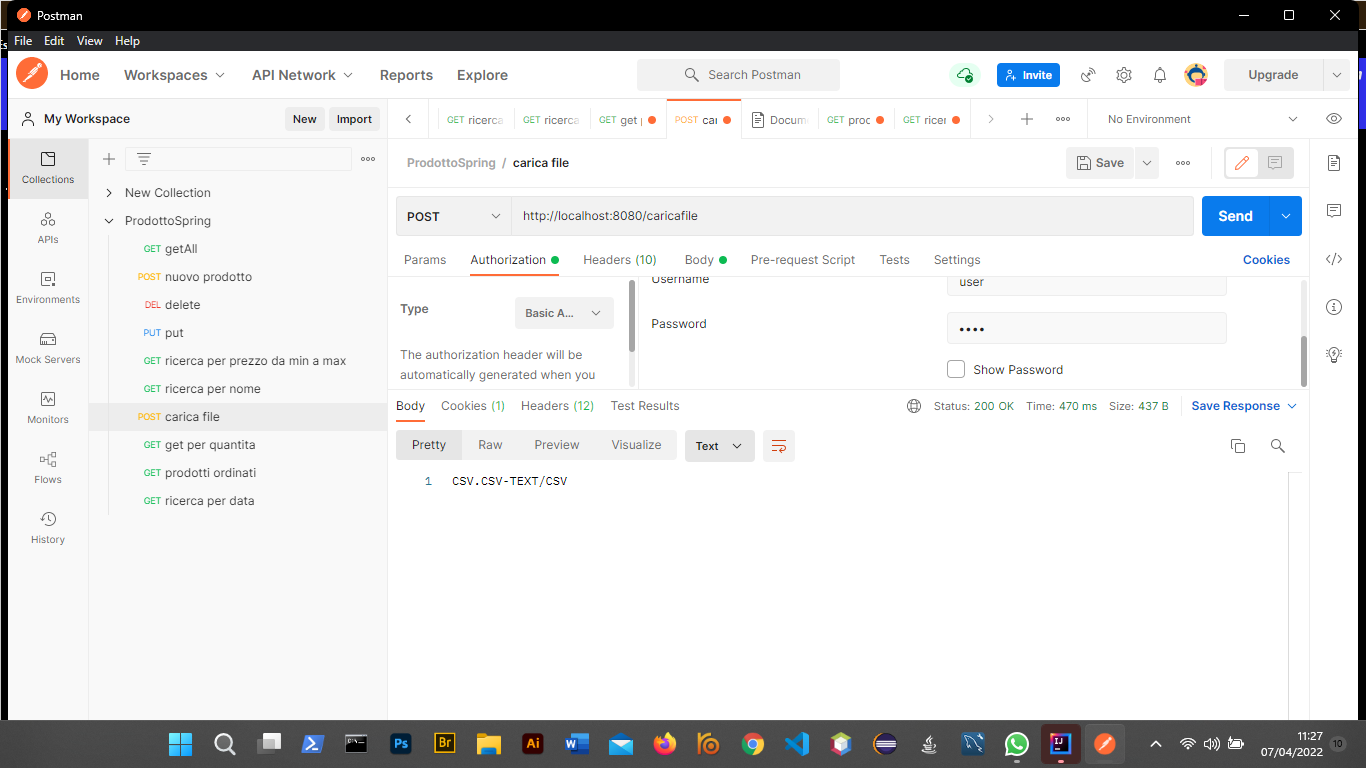 Postman
File Edit View Help
Home Workspaces API Network Reports Explore Search Postman Invite Upgrade
My Workspace New Import
GET ricerca GET ricerca GET get POST car Docum GET proc GET ricer No Environment
Collections
APIs
Environments
Mock Servers
Monitors
Flows
History
New Collection
ProdottoSpring
GET getAll
POST nuovo prodotto
DEL delete
PUT put
GET ricerca per prezzo da min a max
GET ricerca per nome
POST carica file
GET get per quantita
GET prodotti ordinati
GET ricerca per data
ProdottoSpring / carica file Save
POST http://localhost:8080/caricafile Send
Params Authorization Headers (10) Body Pre-request Script Tests Settings Cookies
Type Basic A...
The authorization header will be
automatically generated when you
Username user
Password ••••
Show Password
Body Cookies (1) Headers (12) Test Results Status: 200 OK Time: 470 ms Size: 437 B Save Response
Pretty Raw Preview Visualize Text
1 CSV.CSV-TEXT/CSV
Ps Br Ai W
11:27
07/04/2022
10